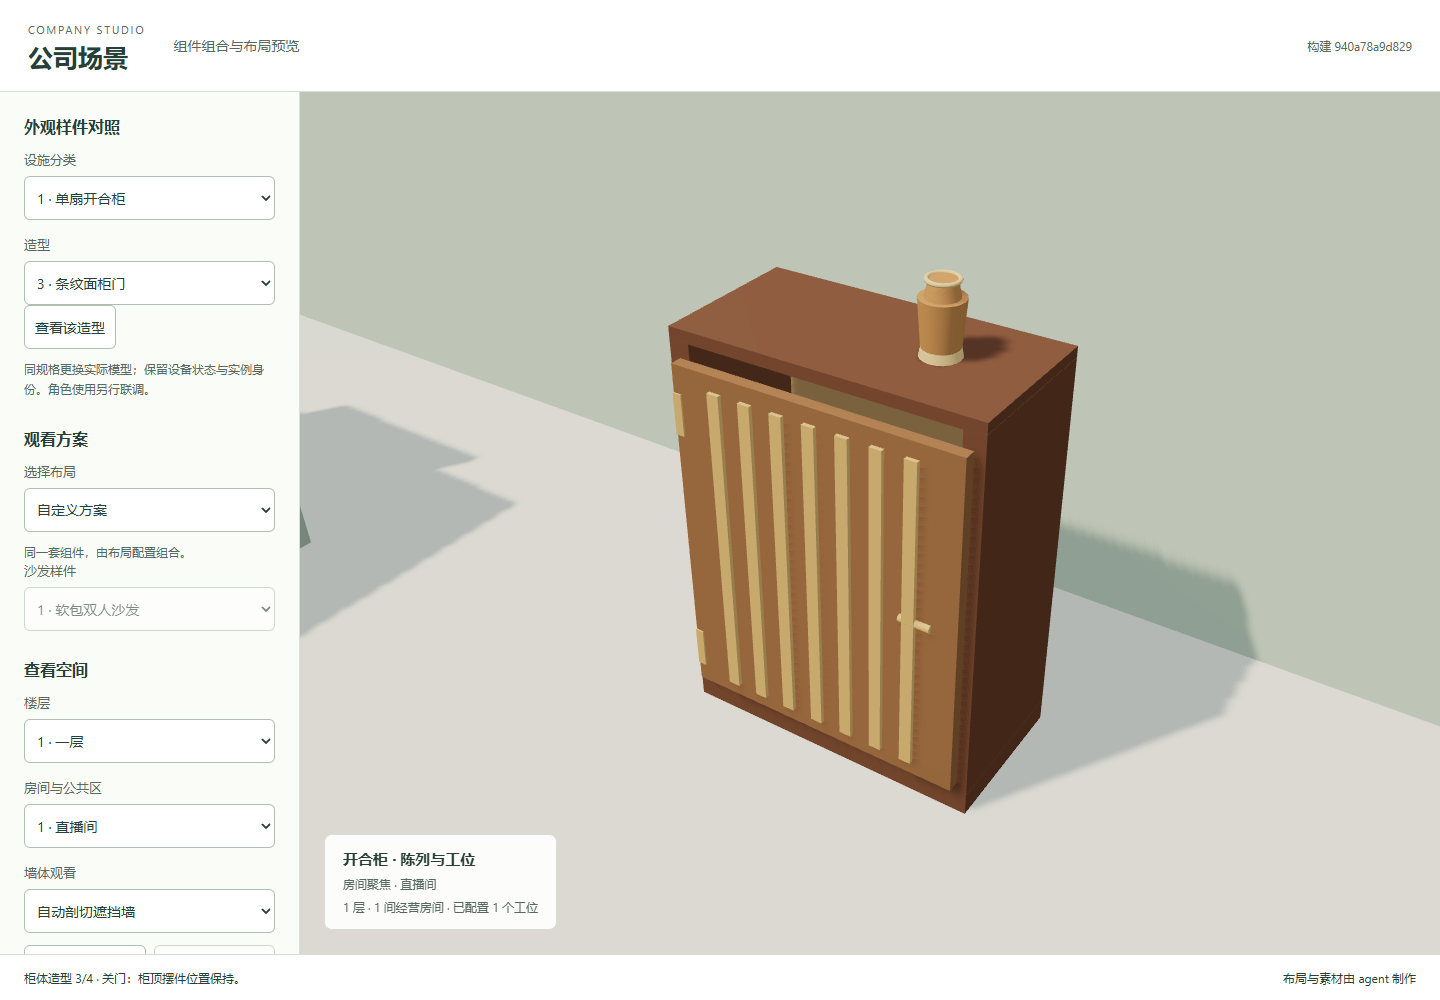 COMPANY STUDIO
公司场景
组件组合与布局预览
构建 940a78a9d829
外观样件对照
设施分类
1 · 单扇开合柜
造型
3 · 条纹面柜门
查看该造型
同规格更换实际模型；保留设备状态与实例身
份。角色使用另行联调。
观看方案
选择布局
自定义方案
同一套组件，由布局配置组合。
沙发样件
1 · 软包双人沙发
查看空间
楼层
1 · 一层
房间与公共区
1 · 直播间
墙体观看
自动剖切遮挡墙
开合柜 · 陈列与工位
房间聚焦 · 直播间
1 层 · 1 间经营房间 · 已配置 1 个工位
柜体造型 3/4 · 关门：柜顶摆件位置保持。
布局与素材由 agent 制作